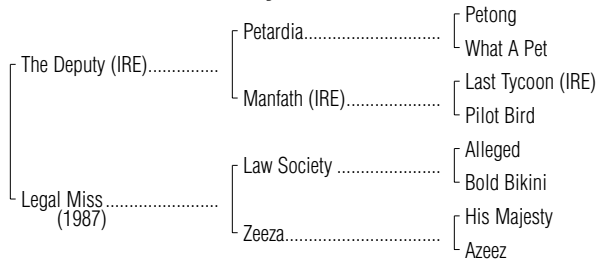 Petong
Petardia
What A Pet
The Deputy (IRE)
Last Tycoon (IRE)
Manfath (IRE)
Pilot Bird
Alleged
Law Society
Bold Bikini
Legal Miss
(1987)
His Majesty
Zeeza
Azeez